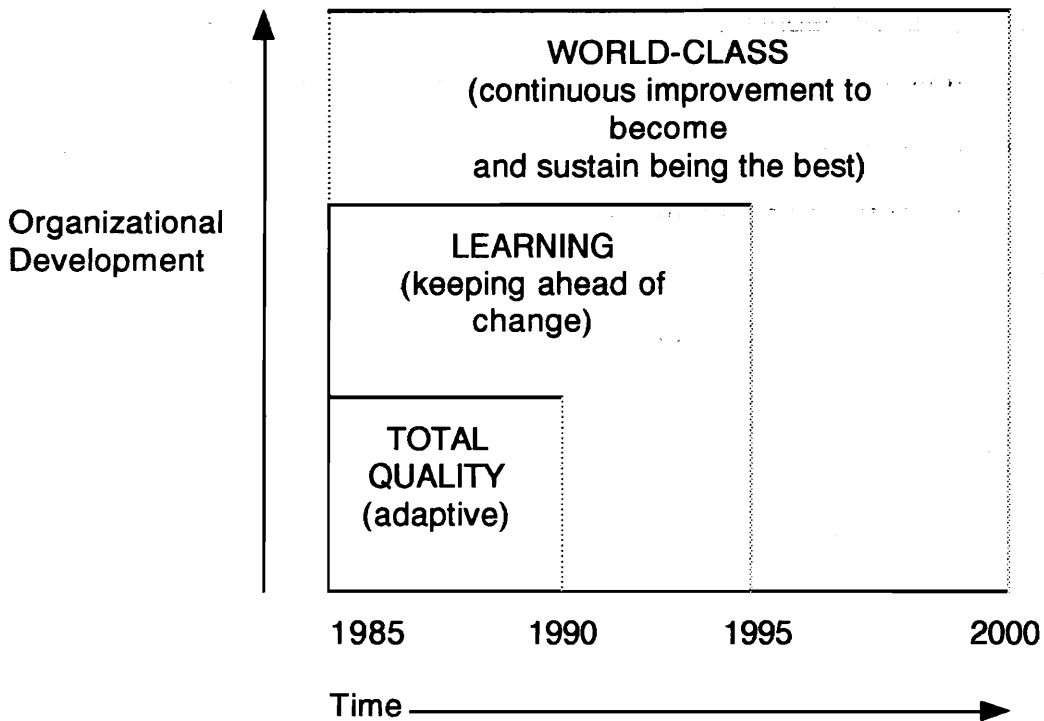 WORLD-CLASS
(continuous improvement to
become
and sustain being the best)
Organizational
Development
LEARNING
(keeping ahead of
change)
TOTAL
QUALITY
(adaptive)
1985 1990 1995 2000
Time